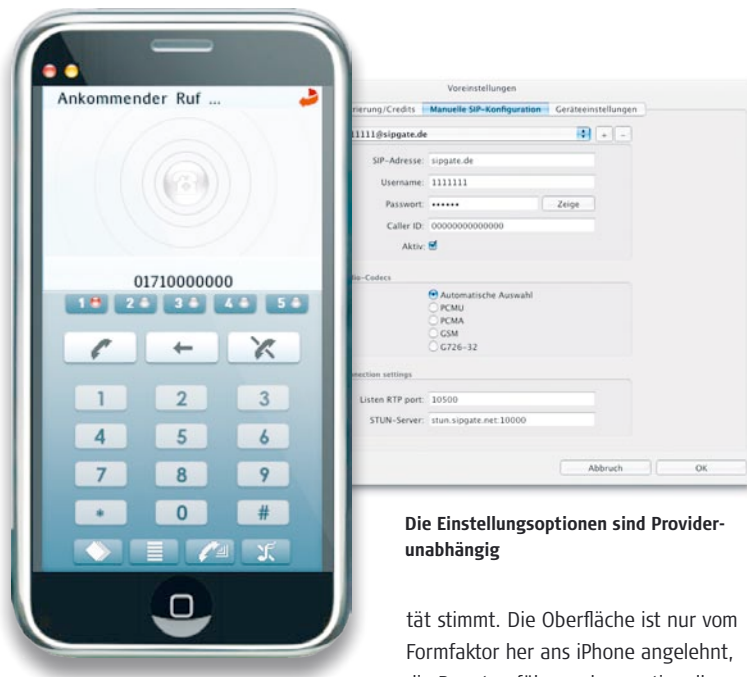 Ankommender Ruf ...
01710000000
1 2 3 4 5
1 2 3
4 5 6
7 8 9
* 0 #
Voreinstellungen
rierung/Credits Manuelle SIP-Konfiguration Geräteeinstellungen
11111@sipgate.de + -
SIP-Adresse: sipgate.de
Username: 1111111
Passwort: •••••• Zeige
Caller ID: 00000000000000
Aktiv:
dio-Codecs
Automatische Auswahl
PCMU
PCMA
GSM
G726-32
nnection settings
Listen RTP port: 10500
STUN-Server: stun.sipgate.net:10000
Abbruch OK
Die Einstellungsoptionen sind Provider-
unabhängig
tät stimmt. Die Oberfläche ist nur vom
Formfaktor her ans iPhone angelehnt,